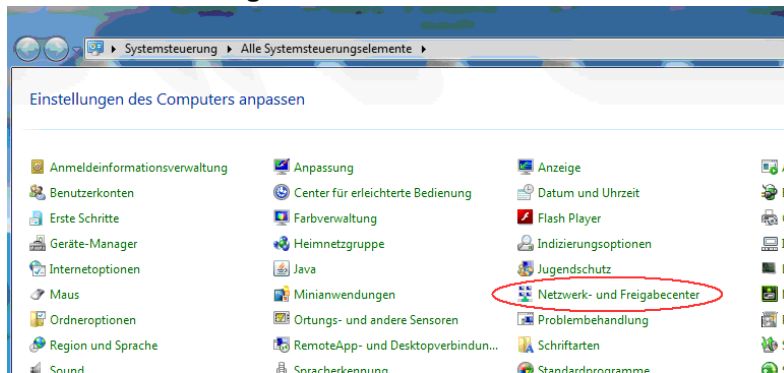 Systemsteuerung ▸ Alle Systemsteuerungselemente ▸
Einstellungen des Computers anpassen
Anmeldeinformationsverwaltung Anpassung Anzeige
Benutzerkonten Center für erleichterte Bedienung Datum und Uhrzeit
Erste Schritte Farbverwaltung Flash Player
Geräte-Manager Heimnetzgruppe Indizierungsoptionen
Internetoptionen Java Jugendschutz
Maus Minianwendungen Netzwerk- und Freigabecenter
Ordneroptionen Ortungs- und andere Sensoren Problembehandlung
Region und Sprache RemoteApp- und Desktopverbindun... Schriftarten
Sound Spracherkennung Standardprogramme